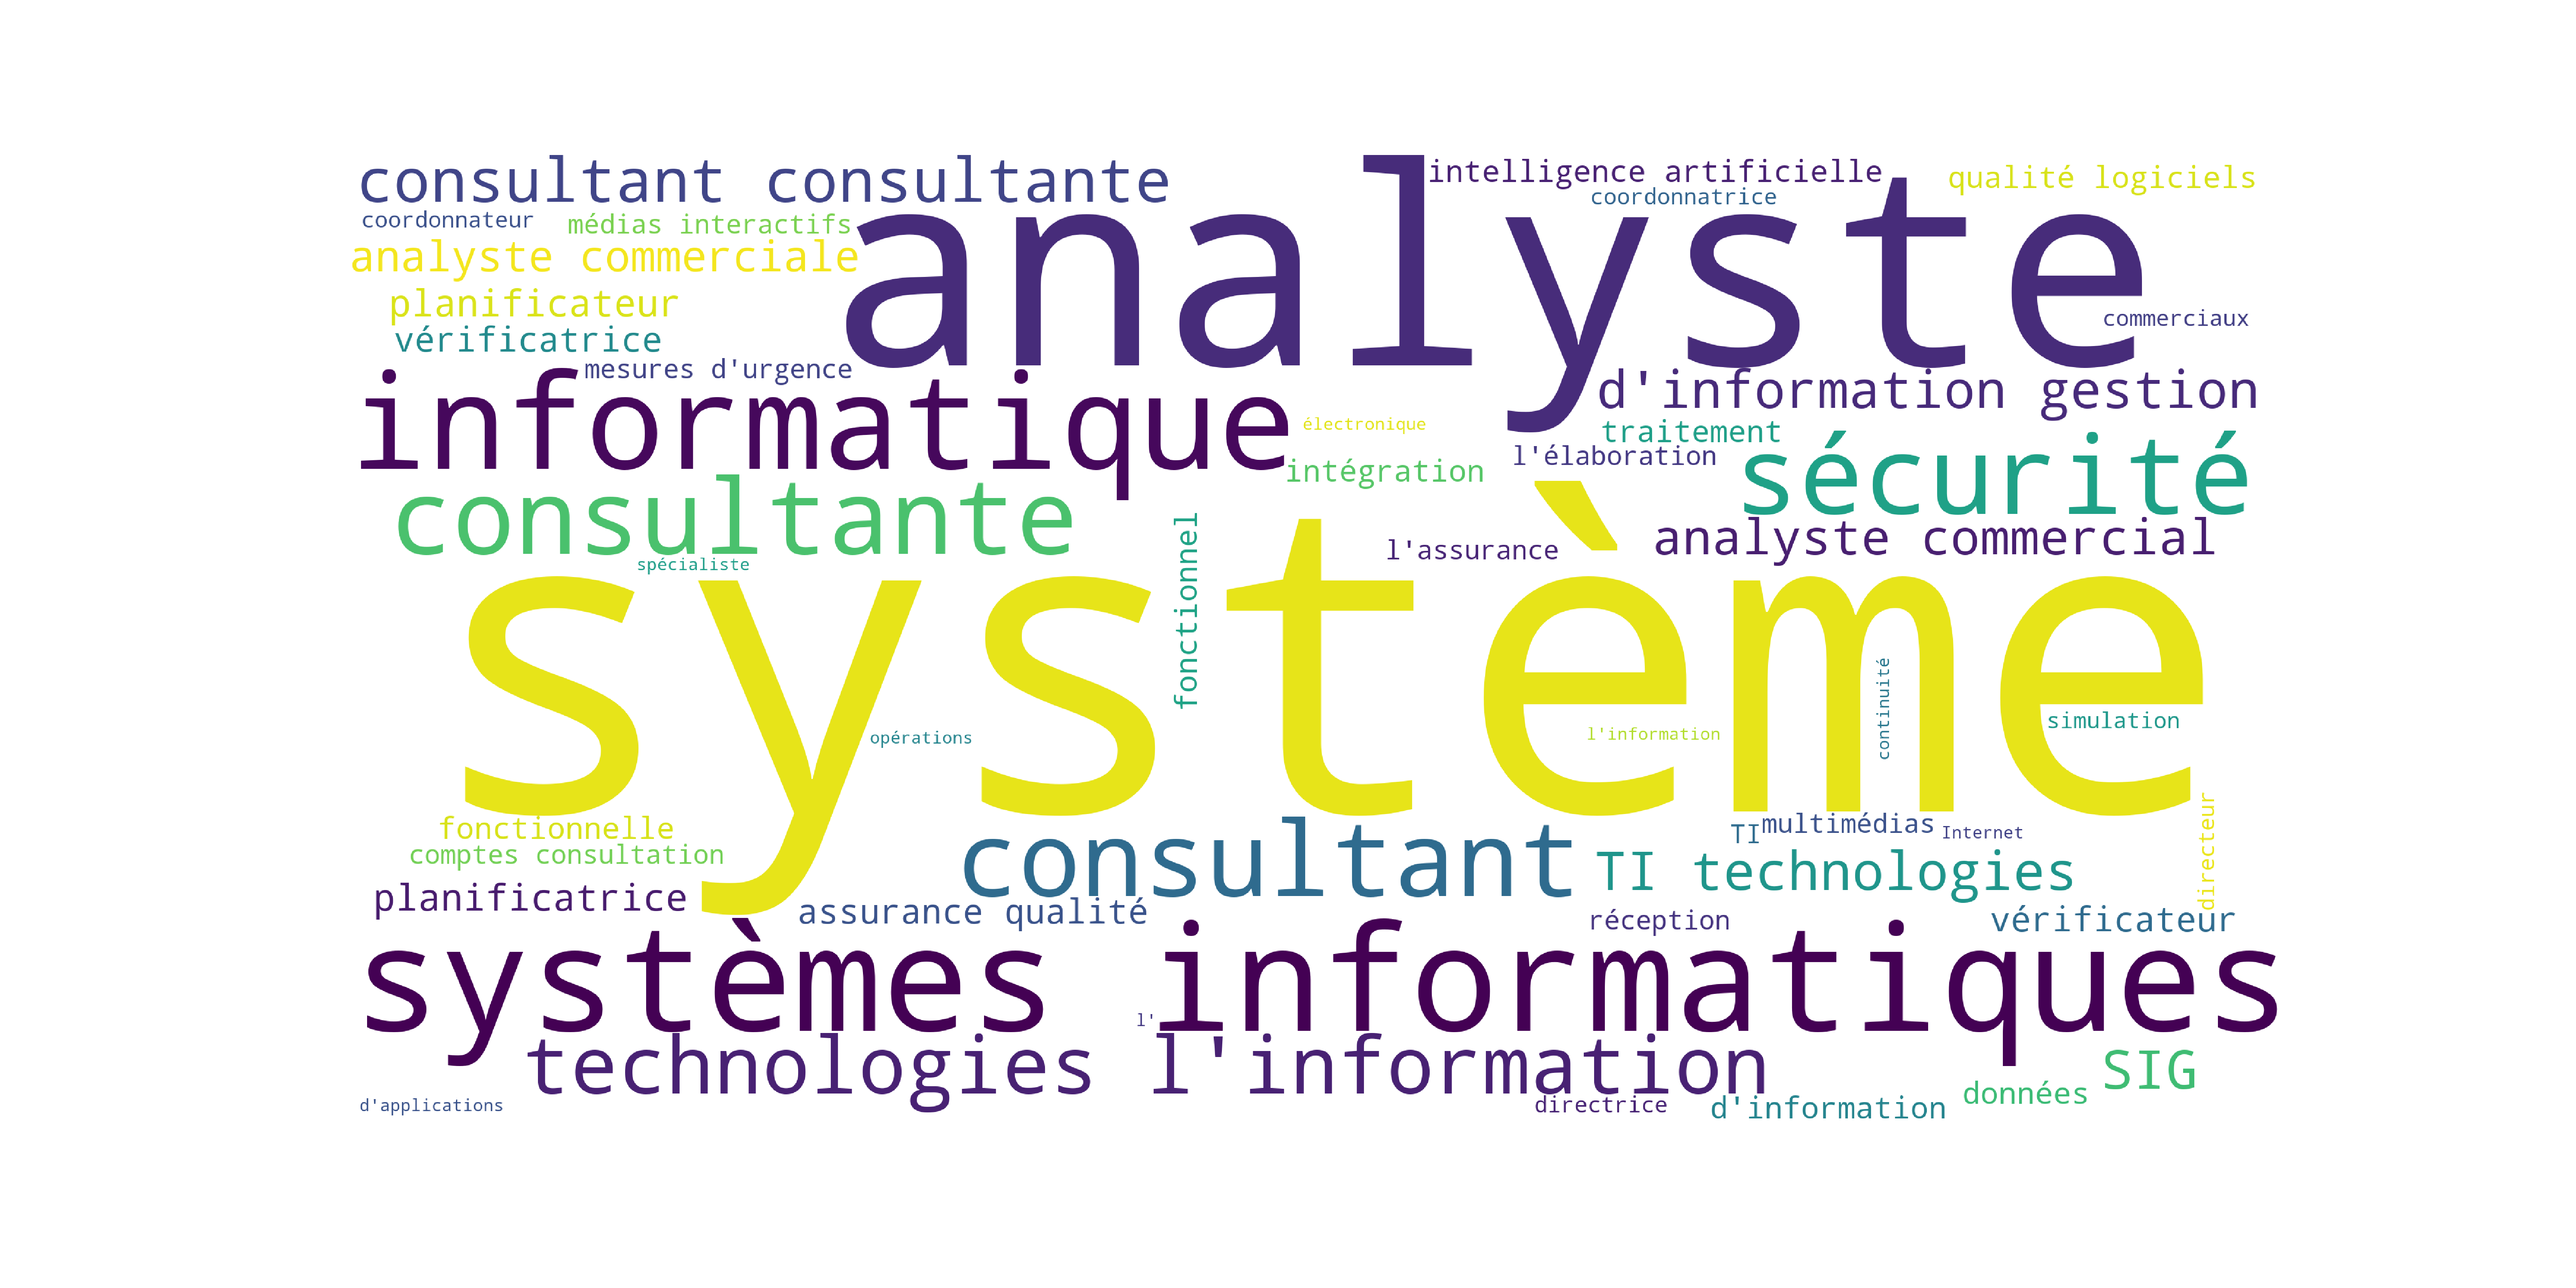 consultant consultante
intelligence artificielle
qualité logiciels
coordonnatrice
coordonnateur
médias interactifs
analyste
analyste commerciale
planificateur
commerciaux
vérificatrice
mesures d'urgence
d'information gestion
informatique
électronique
traitement
l'élaboration
sécurité
intégration
consultante
l'assurance
analyste commercial
spécialiste
fonctionnel
système
continuité
opérations
l'information
simulation
fonctionnelle
TI
multimédias
Internet
directeur
comptes consultation
consultant
TI technologies
planificatrice
assurance qualité
réception
vérificateur
systèmes informatiques
l'
technologies l'information
SIG
données
d'applications
directrice
d'information